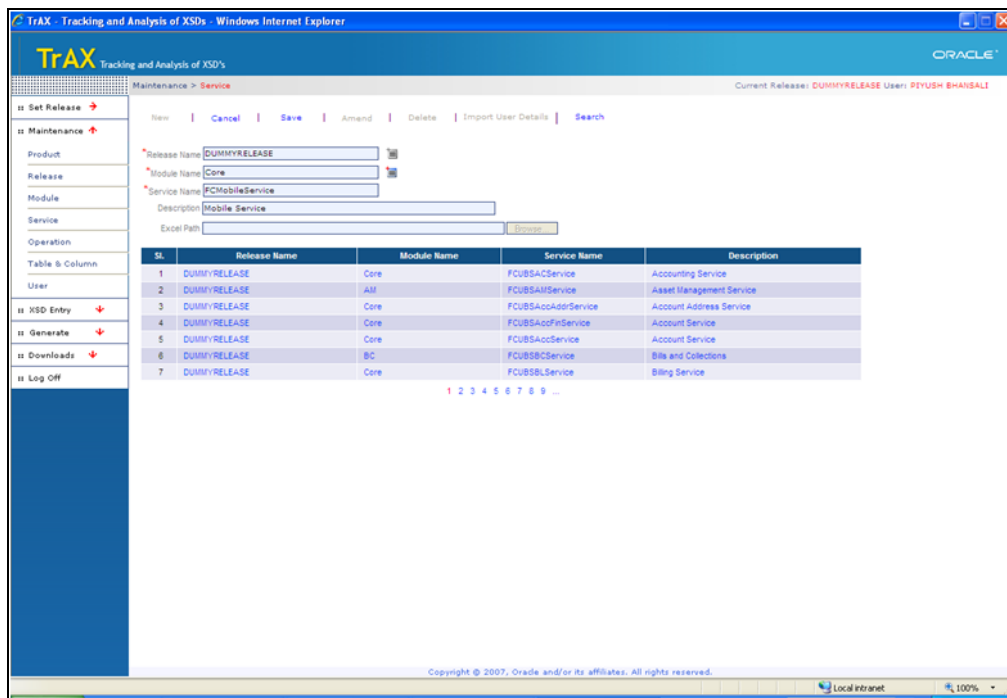 TrAX - Tracking and Analysis of XSDs - Windows Internet Explorer
TrAX Tracking and Analysis of XSD's
ORACLE
Maintenance > Service
Current Release: DUMMYRELEASE User: PIYUSH BHANSALI
Set Release
Maintenance
Product
Release
Module
Service
Operation
Table & Column
User
XSD Entry
Generate
Downloads
Log Off
New | Cancel | Save | Amend | Delete | Import User Details | Search
*Release Name DUMMYRELEASE
*Module Name Core
*Service Name FCMobileService
Description Mobile Service
Excel Path Browse...
Sl. Release Name Module Name Service Name Description
1 DUMMYRELEASE Core FCUBSACService Accounting Service
2 DUMMYRELEASE AM FCUBSAMService Asset Management Service
3 DUMMYRELEASE Core FCUBSAccAddrService Account Address Service
4 DUMMYRELEASE Core FCUBSAccFinService Account Service
5 DUMMYRELEASE Core FCUBSAccService Account Service
6 DUMMYRELEASE BC FCUBSBCService Bills and Collections
7 DUMMYRELEASE Core FCUBSBLService Billing Service
1 2 3 4 5 6 7 8 9 ...
Copyright © 2007, Oracle and/or its affiliates. All rights reserved.
Local intranet
100%